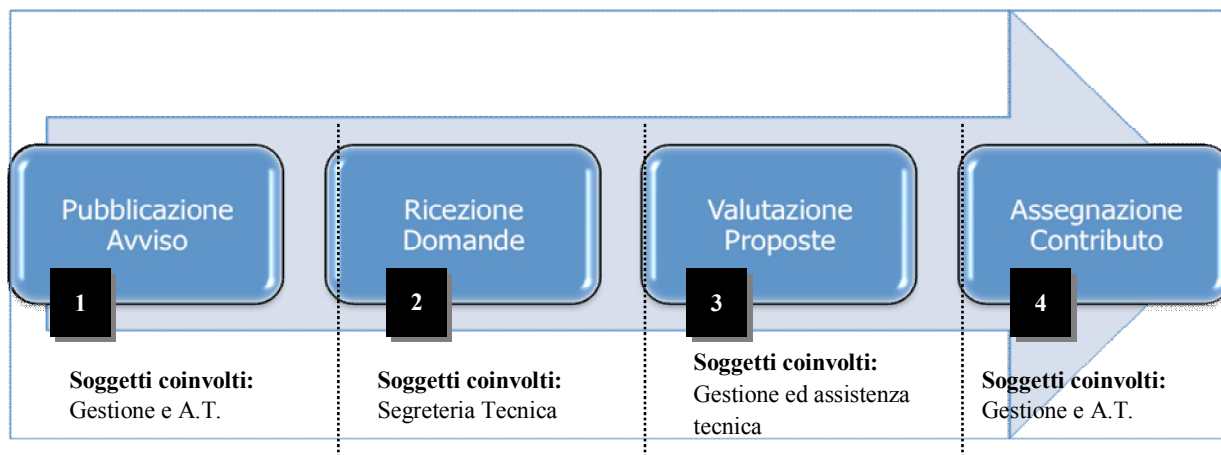 Pubblicazione
Avviso
1
Soggetti coinvolti:
Gestione e A.T.
Ricezione
Domande
2
Soggetti coinvolti:
Segreteria Tecnica
Valutazione
Proposte
3
Soggetti coinvolti:
Gestione ed assistenza
tecnica
Assegnazione
Contributo
4
Soggetti coinvolti:
Gestione e A.T.